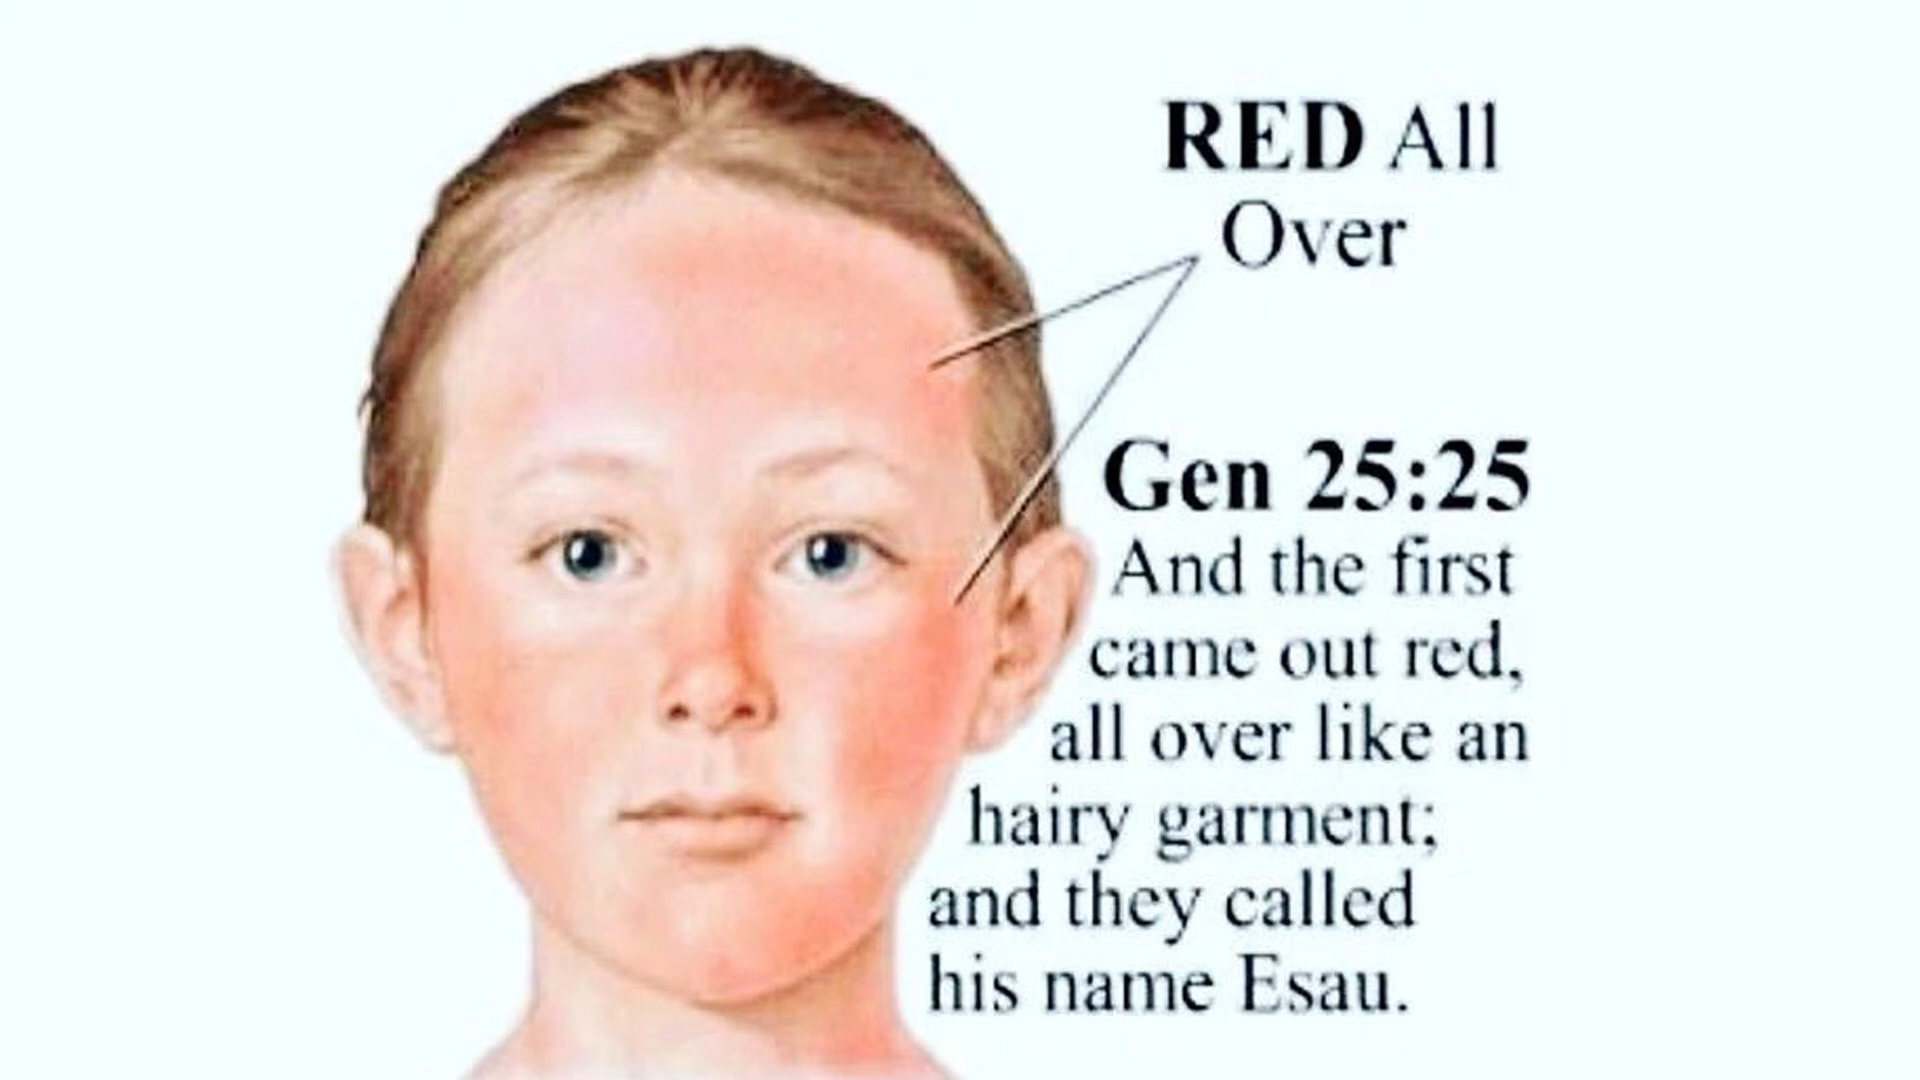 RED All
Over
Gen 25:25
And the first
came out red,
all over like an
hairy garment;
and they called
his name Esau.